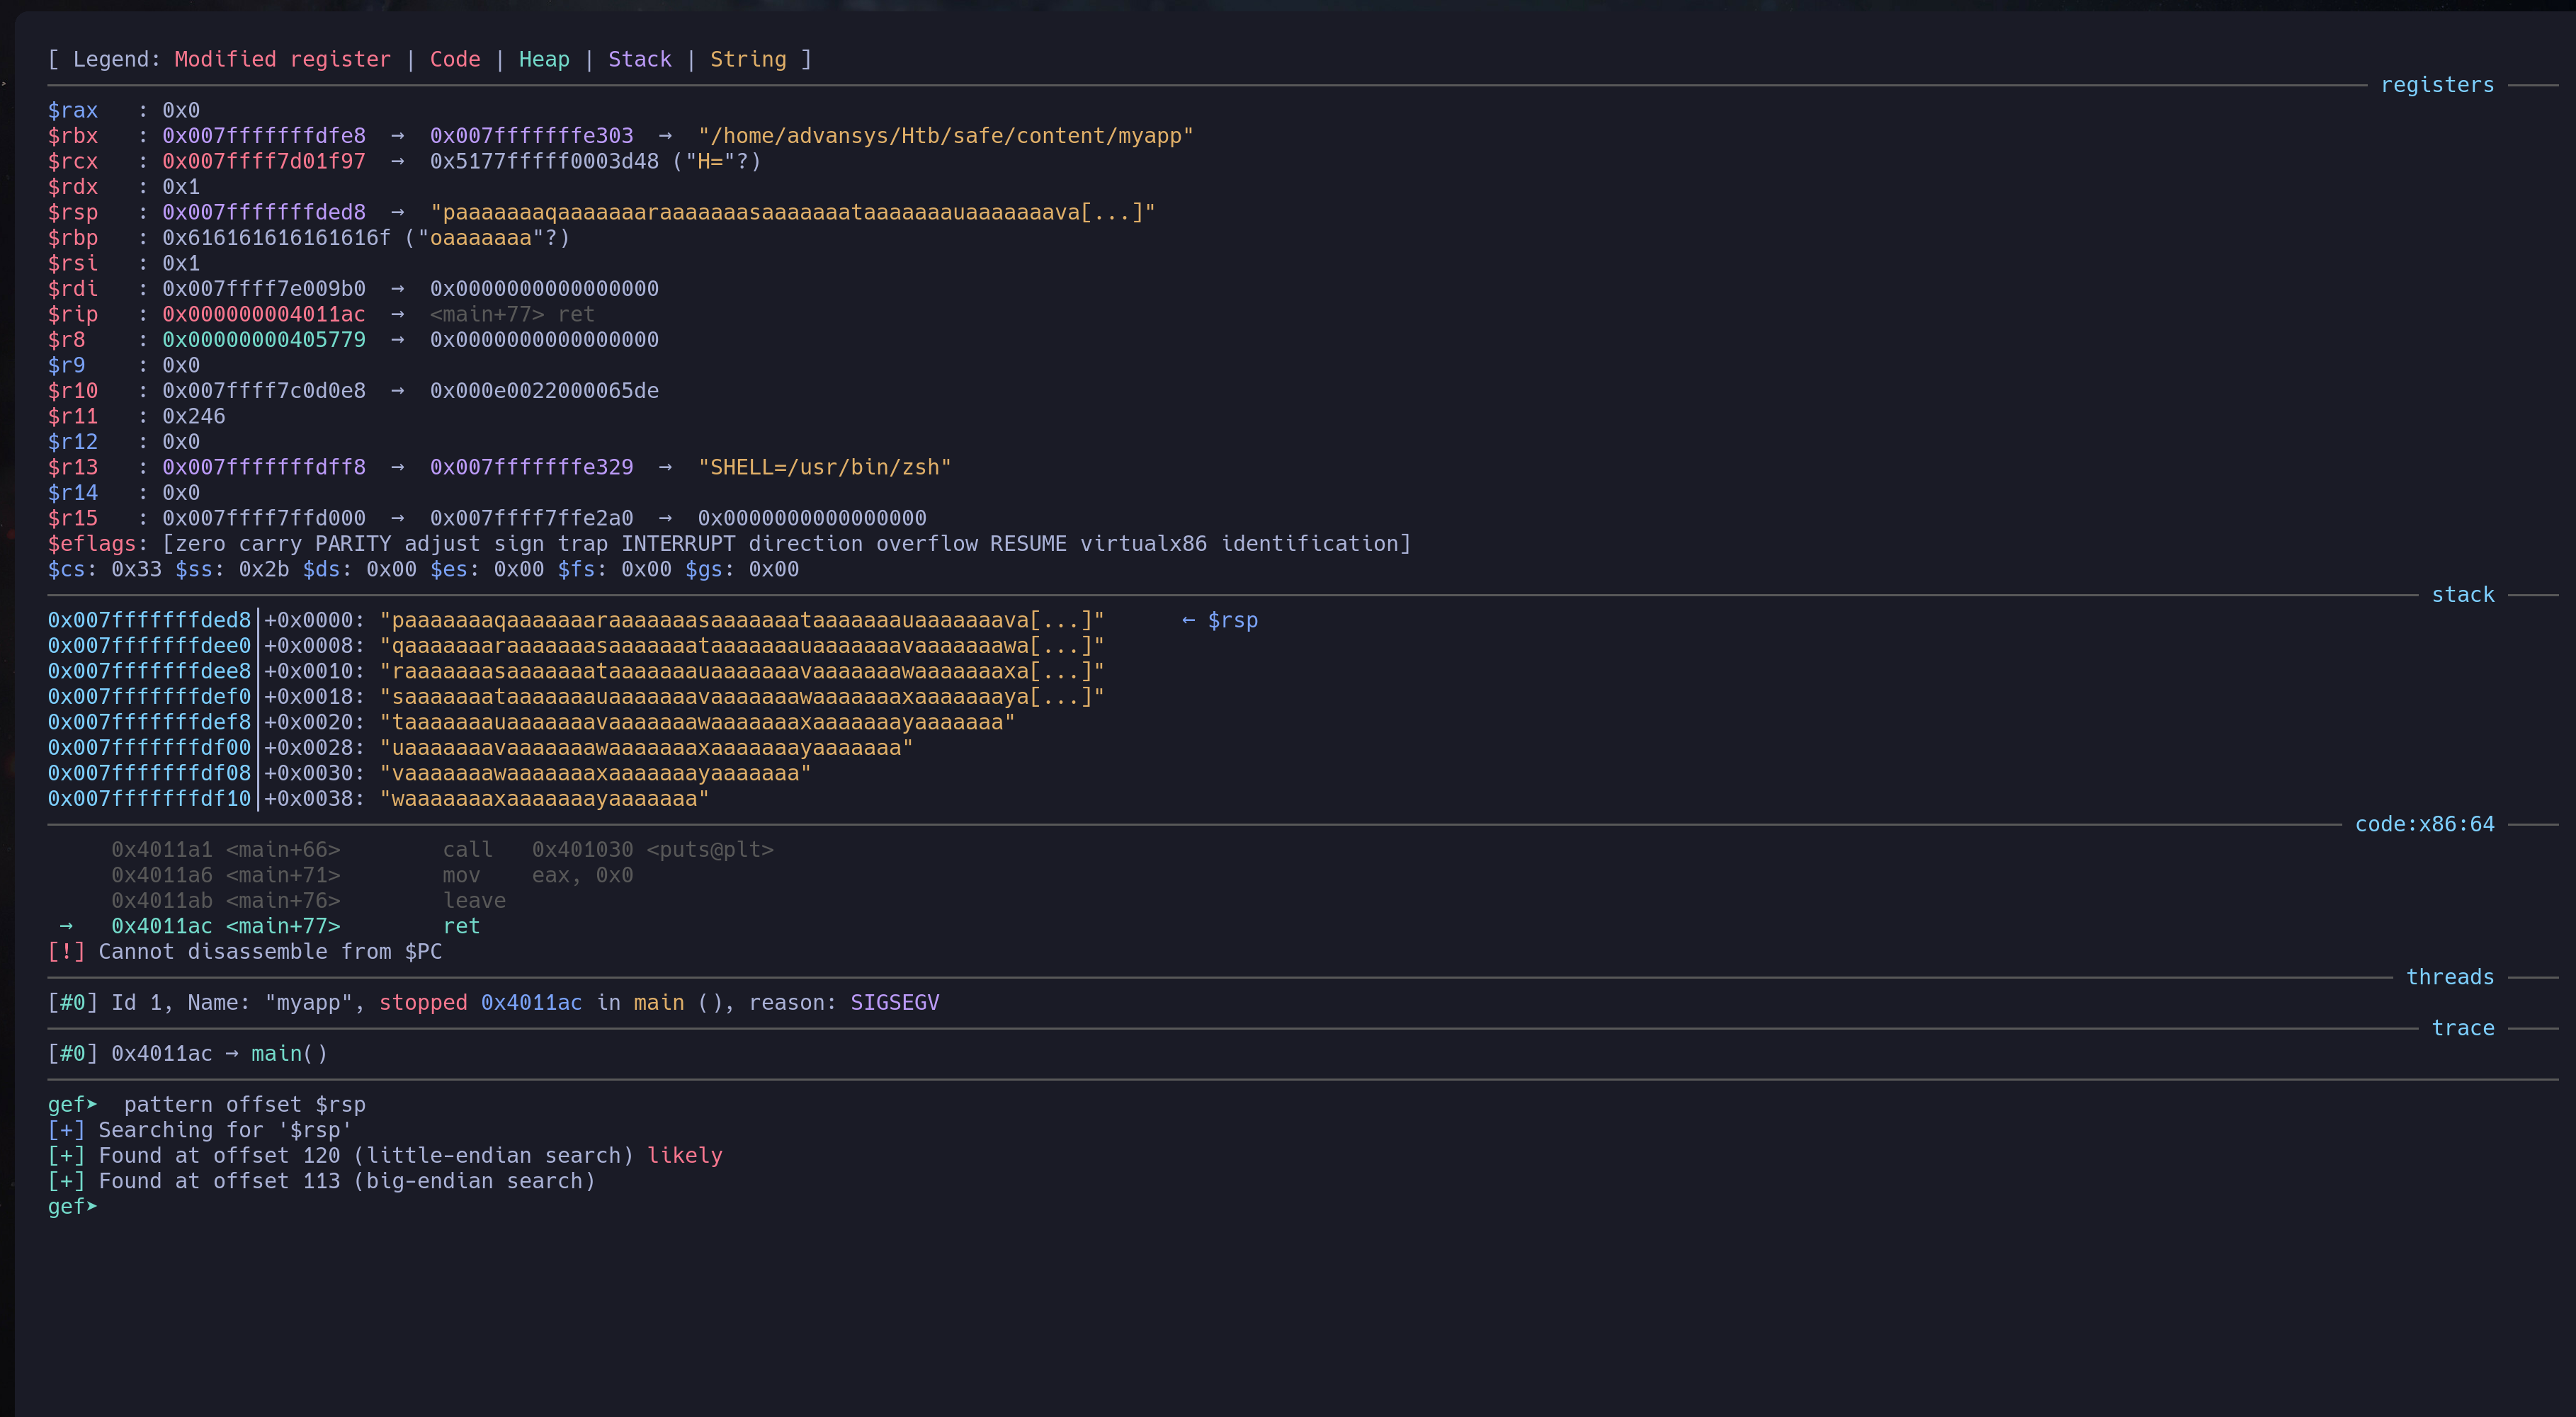 [ Legend: Modified register | Code | Heap | Stack | String ]
registers
$rax   : 0x0
$rbx   : 0x007fffffffdfe8  →  0x007fffffffe303  →  "/home/advansys/Htb/safe/content/myapp"
$rcx   : 0x007ffff7d01f97  →  0x5177fffff0003d48 ("H="?)
$rdx   : 0x1
$rsp   : 0x007fffffffded8  →  "paaaaaaaqaaaaaaaraaaaaaasaaaaaaataaaaaaauaaaaaaava[...]"
$rbp   : 0x616161616161616f ("oaaaaaaa"?)
$rsi   : 0x1
$rdi   : 0x007ffff7e009b0  →  0x0000000000000000
$rip   : 0x000000004011ac  →  <main+77> ret
$r8    : 0x00000000405779  →  0x0000000000000000
$r9    : 0x0
$r10   : 0x007ffff7c0d0e8  →  0x000e0022000065de
$r11   : 0x246
$r12   : 0x0
$r13   : 0x007fffffffdff8  →  0x007fffffffe329  →  "SHELL=/usr/bin/zsh"
$r14   : 0x0
$r15   : 0x007ffff7ffd000  →  0x007ffff7ffe2a0  →  0x0000000000000000
$eflags: [zero carry PARITY adjust sign trap INTERRUPT direction overflow RESUME virtualx86 identification]
$cs: 0x33 $ss: 0x2b $ds: 0x00 $es: 0x00 $fs: 0x00 $gs: 0x00
stack
0x007fffffffded8│+0x0000: "paaaaaaaqaaaaaaaraaaaaaasaaaaaaataaaaaaauaaaaaaava[...]"      ← $rsp
0x007fffffffdee0│+0x0008: "qaaaaaaaraaaaaaasaaaaaaataaaaaaauaaaaaaavaaaaaaawa[...]"
0x007fffffffdee8│+0x0010: "raaaaaaasaaaaaaataaaaaaauaaaaaaavaaaaaaawaaaaaaaxa[...]"
0x007fffffffdef0│+0x0018: "saaaaaaataaaaaaauaaaaaaavaaaaaaawaaaaaaaxaaaaaaaya[...]"
0x007fffffffdef8│+0x0020: "taaaaaaauaaaaaaavaaaaaaawaaaaaaaxaaaaaaayaaaaaaa"
0x007fffffffdf00│+0x0028: "uaaaaaaavaaaaaaawaaaaaaaxaaaaaaayaaaaaaa"
0x007fffffffdf08│+0x0030: "vaaaaaaawaaaaaaaxaaaaaaayaaaaaaa"
0x007fffffffdf10│+0x0038: "waaaaaaaxaaaaaaayaaaaaaa"
code:x86:64
0x4011a1 <main+66>        call   0x401030 <puts@plt>
0x4011a6 <main+71>        mov    eax, 0x0
0x4011ab <main+76>        leave
→   0x4011ac <main+77>        ret
[!] Cannot disassemble from $PC
threads
[#0] Id 1, Name: "myapp", stopped 0x4011ac in main (), reason: SIGSEGV
trace
[#0] 0x4011ac → main()
gef➤  pattern offset $rsp
[+] Searching for '$rsp'
[+] Found at offset 120 (little-endian search) likely
[+] Found at offset 113 (big-endian search)
gef➤